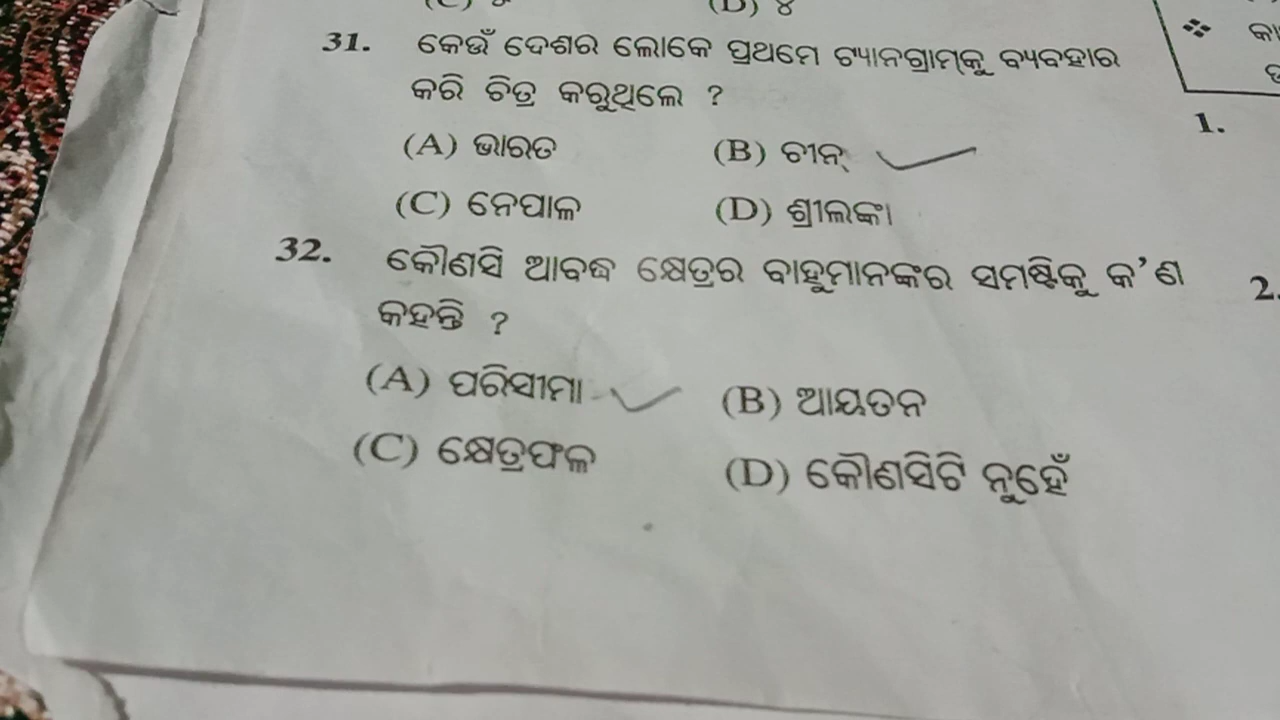 (D) ୪
31. କେଉଁ ଦେଶର ଲୋକେ ପ୍ରଥମେ ଟ୍ୟାନଗ୍ରାମ୍‌କୁ ବ୍ୟବହାର
କରି ଚିତ୍ର କରୁଥିଲେ ?
(A) ଭାରତ (B) ଚୀନ୍
(C) ନେପାଳ (D) ଶ୍ରୀଲଙ୍କା
32. କୌଣସି ଆବଦ୍ଧ କ୍ଷେତ୍ରର ବାହୁମାନଙ୍କର ସମଷ୍ଟିକୁ କ'ଣ
କହନ୍ତି ?
(A) ପରିସୀମା (B) ଆୟତନ
(C) କ୍ଷେତ୍ରଫଳ (D) କୌଣସିଟି ନୁହେଁ
1.
2.